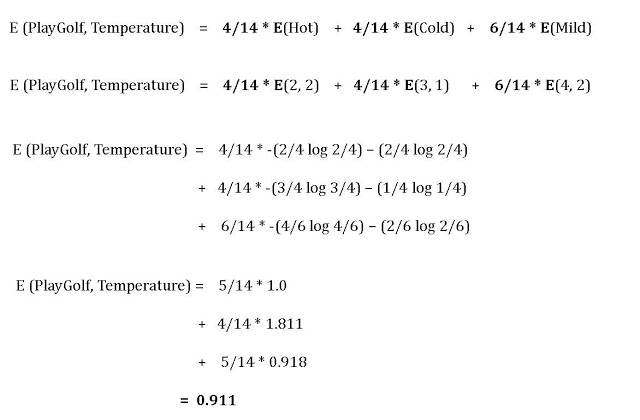 E (PlayGolf, Temperature) = 4/14 * E(Hot) + 4/14 * E(Cold) + 6/14 * E(Mild)
E (PlayGolf, Temperature) = 4/14 * E(2, 2) + 4/14 * E(3, 1) + 6/14 * E(4, 2)
E (PlayGolf, Temperature) = 4/14 * -(2/4 log 2/4) – (2/4 log 2/4)
+ 4/14 * -(3/4 log 3/4) – (1/4 log 1/4)
+ 6/14 * -(4/6 log 4/6) – (2/6 log 2/6)
E (PlayGolf, Temperature) = 5/14 * 1.0
+ 4/14 * 1.811
+ 5/14 * 0.918
= 0.911